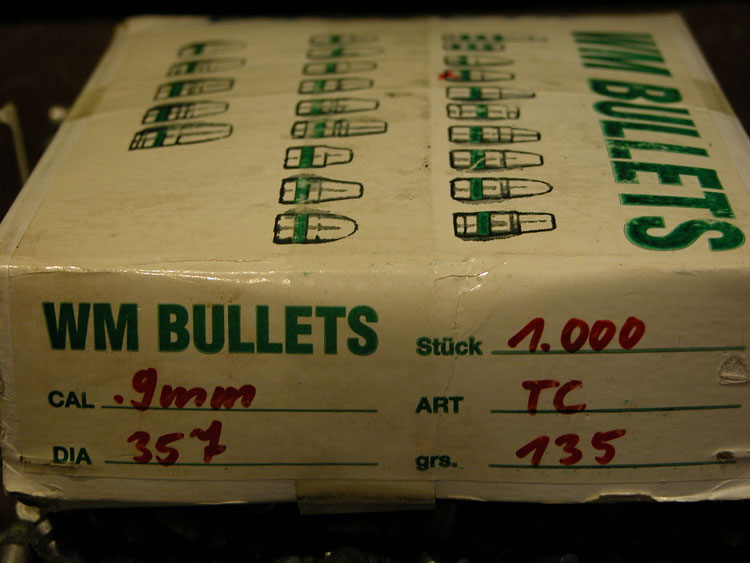 WM BULLETS
WM BULLETS
Stück 1.000
CAL .9mm
ART TC
DIA 357
grs. 135